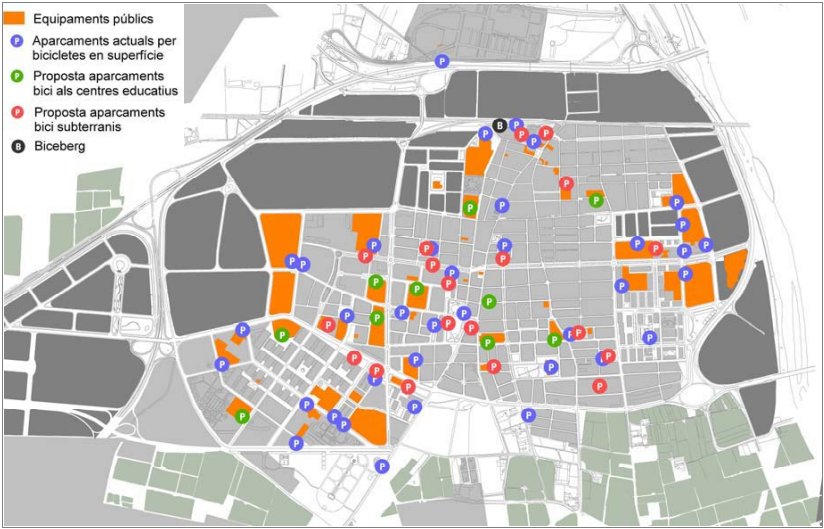 Equipaments públics
P Aparcaments actuals per
bicicletes en superfície
P Proposta aparcaments
bici als centres educatius
P Proposta aparcaments
bici subterranis
B Biceberg